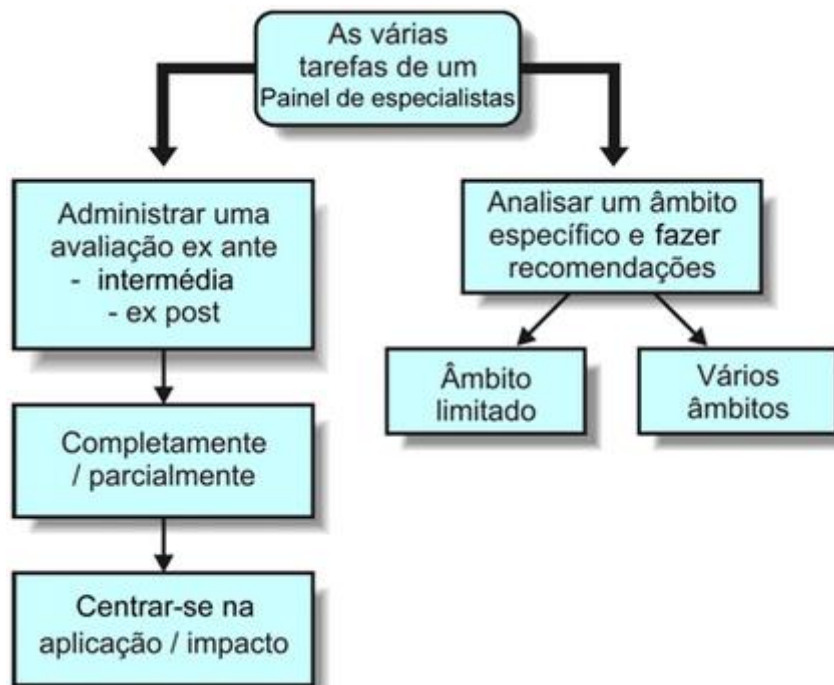 As várias
tarefas de um
Painel de especialistas
Administrar uma
avaliação ex ante
- intermédia
- ex post
Completamente
/ parcialmente
Centrar-se na
aplicação / impacto
Analisar um âmbito
específico e fazer
recomendações
Âmbito
limitado
Vários
âmbitos